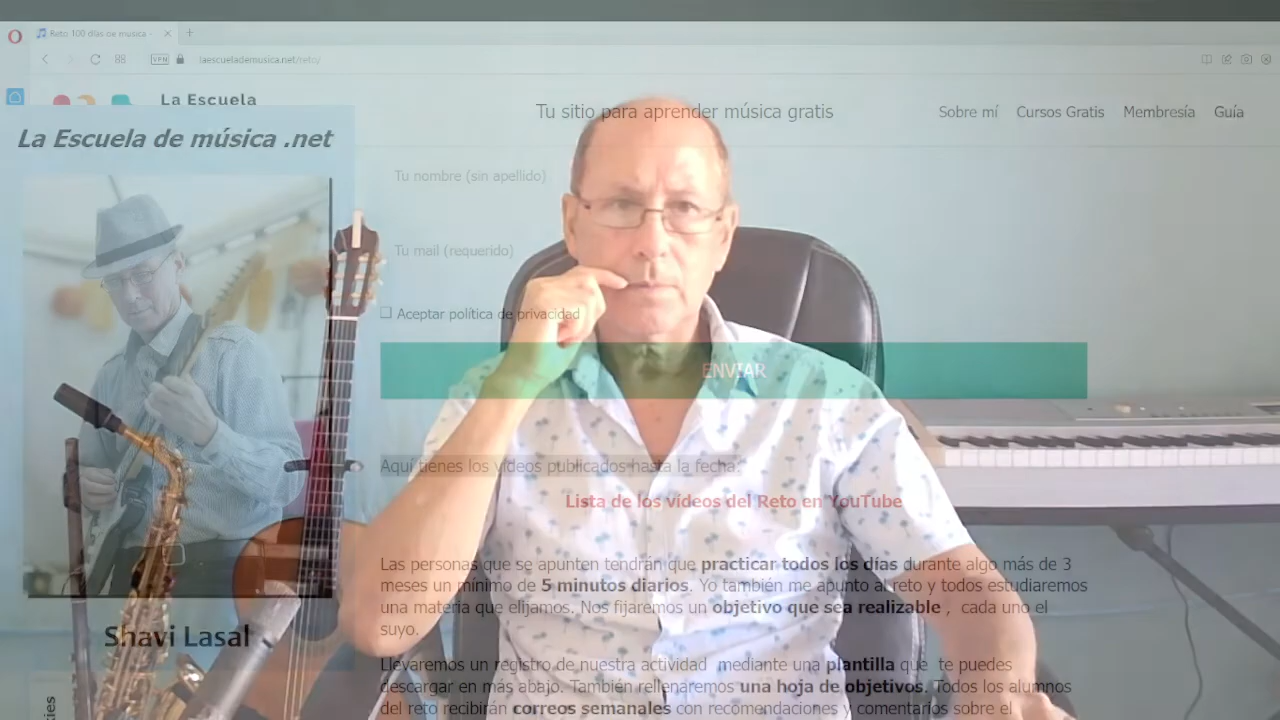 Reto 100 días de música -
VPN
laescuelademusica.net/reto/
La Escuela
Tu sitio para aprender música gratis
Sobre mí Cursos Gratis Membresía Guía
La Escuela de música .net
Tu nombre (sin apellido)
Tu mail (requerido)
Aceptar política de privacidad
ENVIAR
Aquí tienes los vídeos publicados hasta la fecha:
Lista de los vídeos del Reto en YouTube
Las personas que se apunten tendrán que practicar todos los días durante algo más de 3
meses un mínimo de 5 minutos diarios. Yo también me apunto al reto y todos estudiaremos
una materia que elijamos. Nos fijaremos un objetivo que sea realizable , cada uno el
suyo.
Shavi Lasal
Llevaremos un registro de nuestra actividad mediante una plantilla que te puedes
descargar en más abajo. También rellenaremos una hoja de objetivos. Todos los alumnos
del reto recibirán correos semanales con recomendaciones y comentarios sobre el